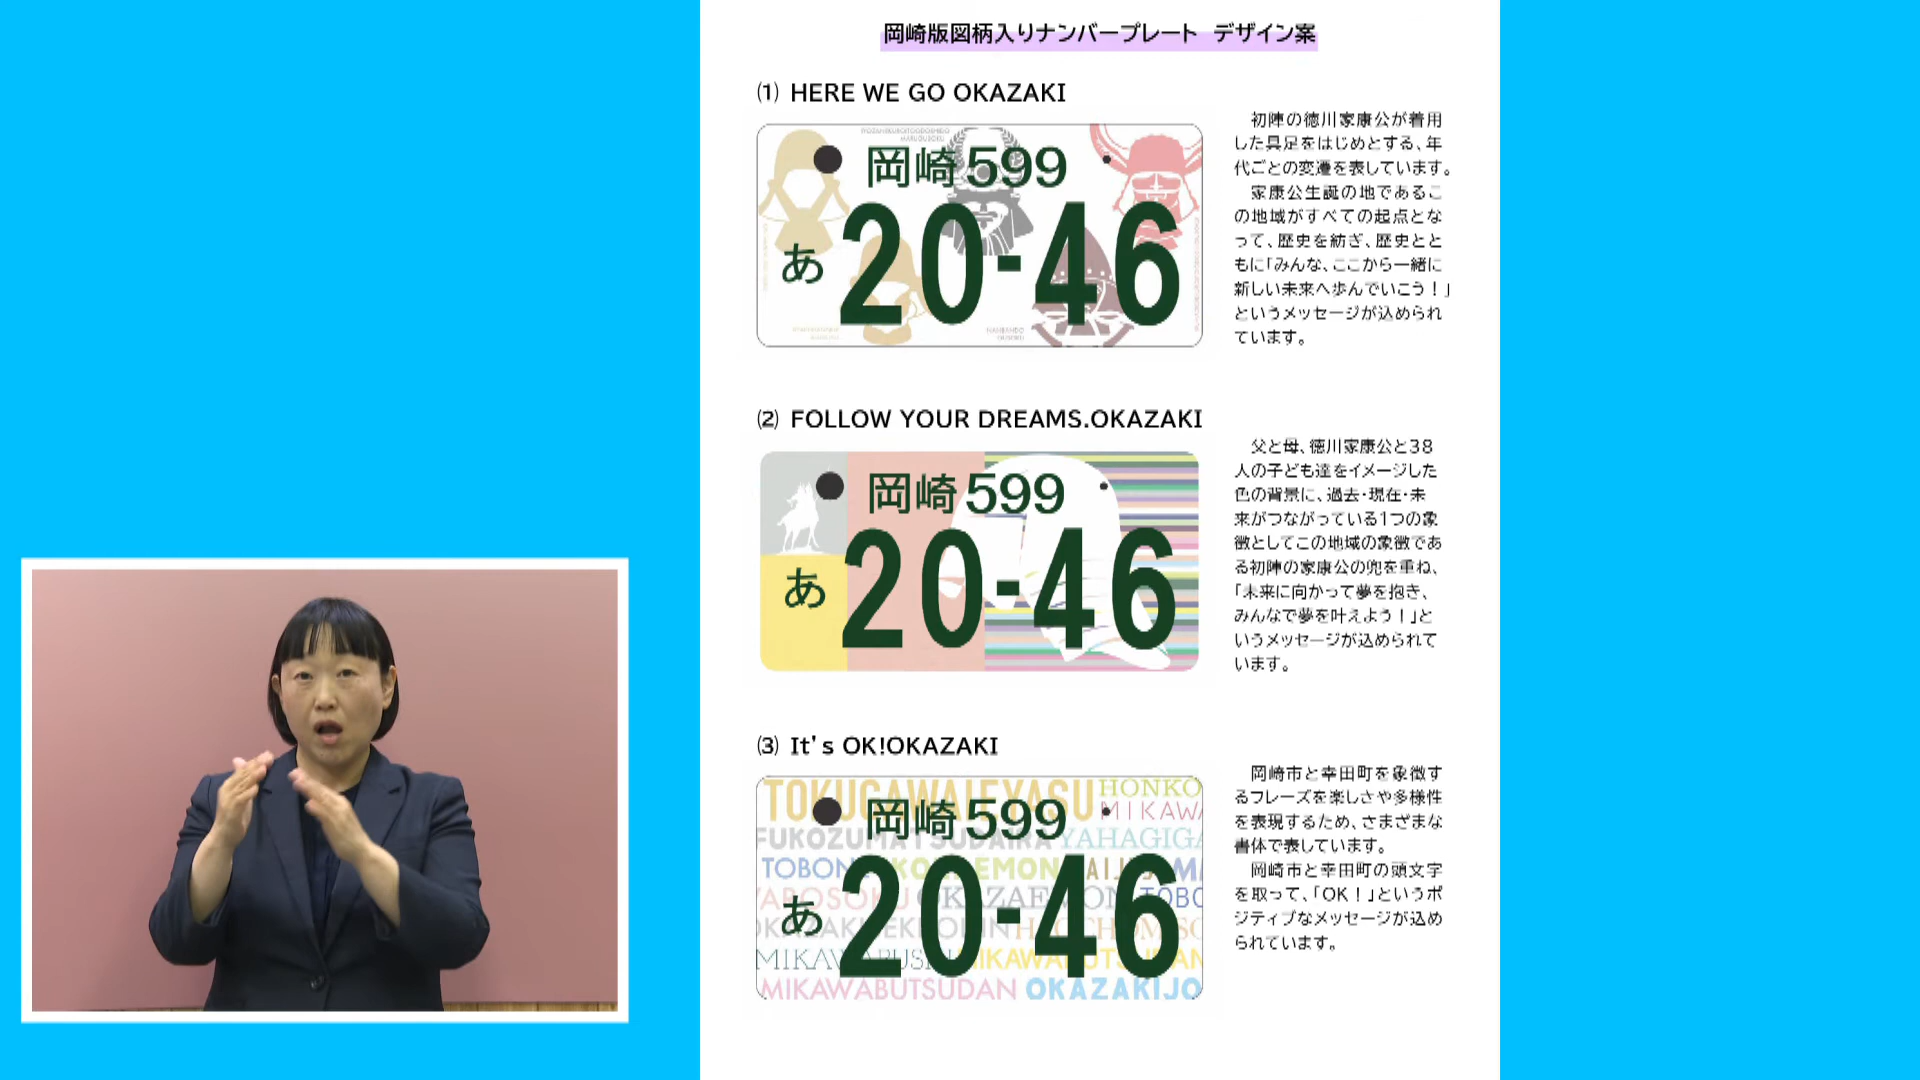 岡崎版図柄入りナンバープレート　デザイン案
(1) HERE WE GO OKAZAKI
岡崎 599
あ 20-46
　初陣の徳川家康公が着用
した具足をはじめとする、年
代ごとの変遷を表しています。
　家康公生誕の地であるこ
の地域がすべての起点とな
って、歴史を紡ぎ、歴史とと
もに「みんな、ここから一緒に
新しい未来へ歩んでいこう！」
というメッセージが込められ
ています。
(2) FOLLOW YOUR DREAMS.OKAZAKI
岡崎 599
あ 20-46
　父と母、徳川家康公と38
人の子ども達をイメージした
色の背景に、過去・現在・未
来がつながっている1つの象
徴としてこの地域の象徴であ
る初陣の家康公の兜を重ね、
「未来に向かって夢を抱き、
みんなで夢を叶えよう！」と
いうメッセージが込められて
います。
(3) It's OK!OKAZAKI
TOKUGAWAIEYASU HONKO
MIKAWA
岡崎 599
FUKOZUMATSUDAIRA YAHAGIGA
TOBO
あ 20-46
MIKAWABUTSUDAN OKAZAKIJO
　岡崎市と幸田町を象徴す
るフレーズを楽しさや多様性
を表現するため、さまざまな
書体で表しています。
　岡崎市と幸田町の頭文字
を取って、「OK！」というポ
ジティブなメッセージが込め
られています。